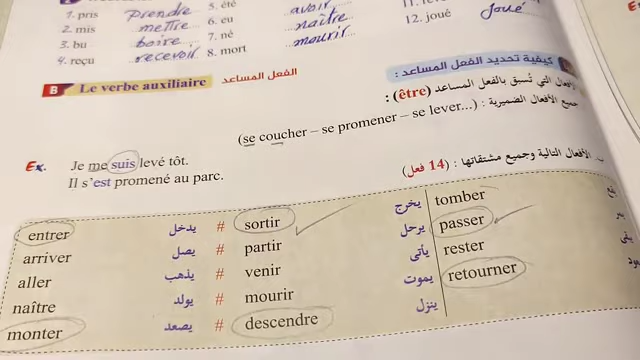 1. pris prendre 5. été avoir
2. mis mettre 6. eu naître
3. bu boire 7. né mourir
4. reçu recevoir 8. mort
12. joué joué
B Le verbe auxiliaire الفعل المساعد
كيفية تحديد الفعل المساعد :
التي تُسبق بالفعل المساعد (être) :
جميع الأفعال الضميرية : (se coucher – se promener – se lever...)
Ex. Je me suis levé tôt.
Il s'est promené au parc.
الأفعال التالية وجميع مشتقاتها : (14 فعل)
entrer يدخل # sortir يخرج tomber
arriver يصل # partir يرحل passer
aller يذهب # venir يأتى rester
naître يولد # mourir يموت retourner
monter يصعد # descendre ينزل